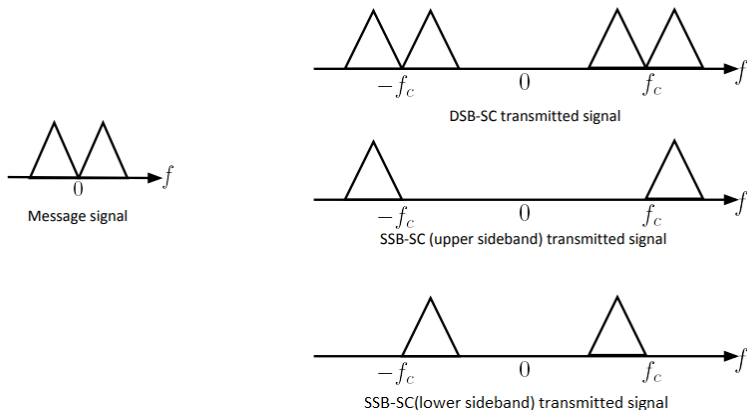 f
-f_c 0 f_c
DSB-SC transmitted signal
f
0
Message signal
f
-f_c 0 f_c
SSB-SC (upper sideband) transmitted signal
f
-f_c 0 f_c
SSB-SC(lower sideband) transmitted signal